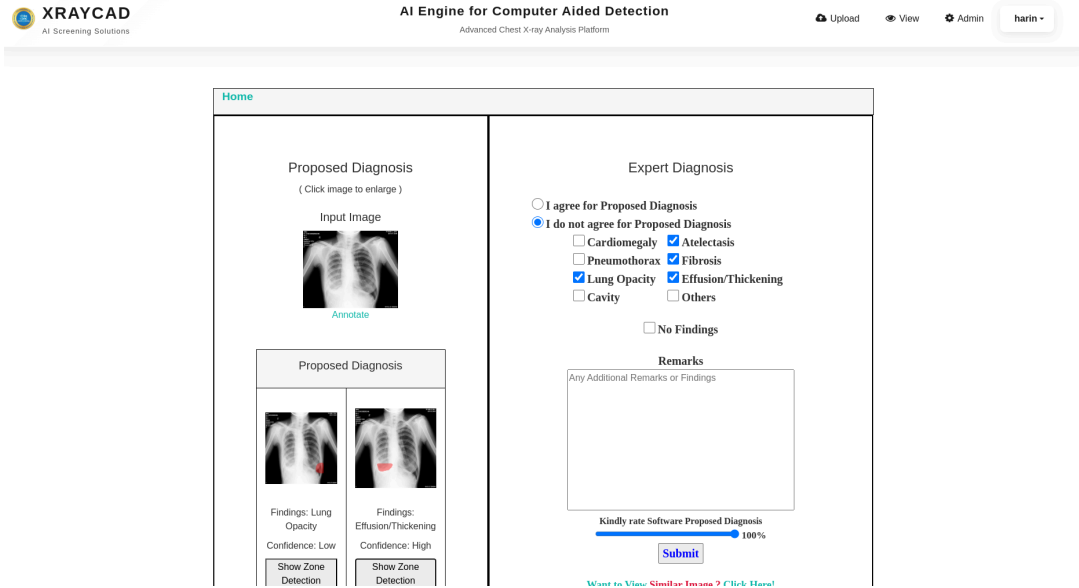 XRAYCAD
AI Screening Solutions
AI Engine for Computer Aided Detection
Advanced Chest X-ray Analysis Platform
Upload
View
Admin
harin
Home
Proposed Diagnosis
( Click image to enlarge )
Input Image
Annotate
Proposed Diagnosis
Findings: Lung
Opacity
Confidence: Low
Show Zone
Detection
Findings:
Effusion/Thickening
Confidence: High
Show Zone
Detection
Expert Diagnosis
I agree for Proposed Diagnosis
I do not agree for Proposed Diagnosis
Cardiomegaly Atelectasis
Pneumothorax Fibrosis
Lung Opacity Effusion/Thickening
Cavity Others
No Findings
Remarks
Any Additional Remarks or Findings
Kindly rate Software Proposed Diagnosis
100%
Submit
Want to View Similar Image ? Click Here!